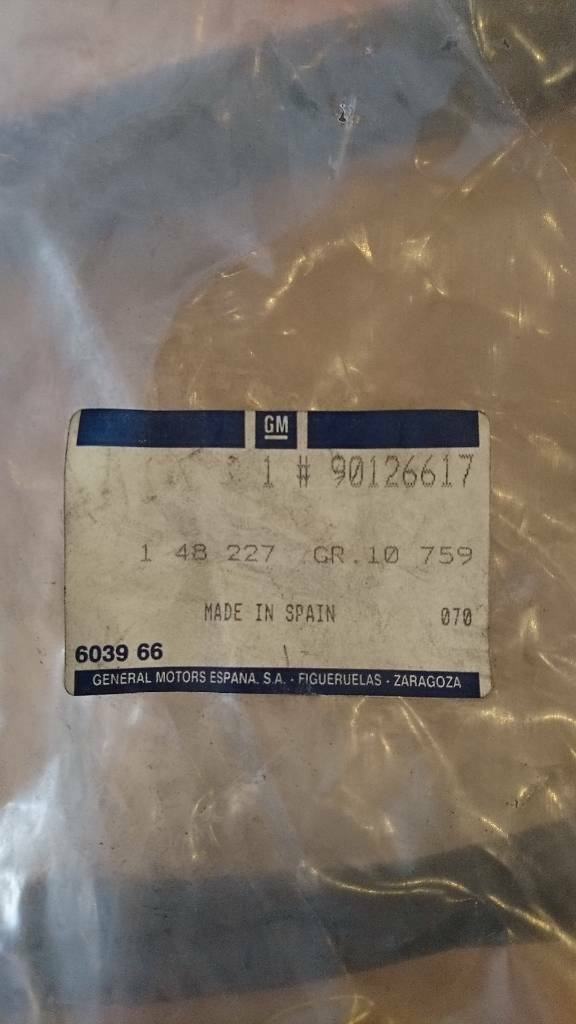 GM
1 # 90126617
1 48 227 GR.10 759
MADE IN SPAIN 070
6039 66
GENERAL MOTORS ESPANA, S.A. - FIGUERUELAS - ZARAGOZA